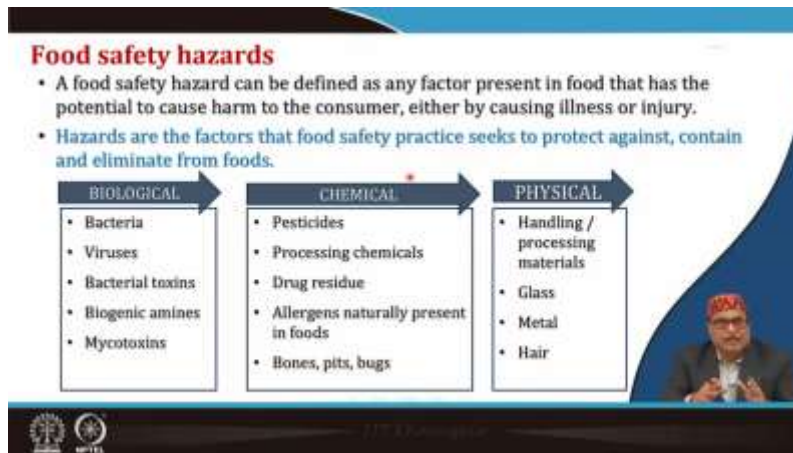 Food safety hazards
• A food safety hazard can be defined as any factor present in food that has the
potential to cause harm to the consumer, either by causing illness or injury.
• Hazards are the factors that food safety practice seeks to protect against, contain
and eliminate from foods.
BIOLOGICAL
• Bacteria
• Viruses
• Bacterial toxins
• Biogenic amines
• Mycotoxins
CHEMICAL
• Pesticides
• Processing chemicals
• Drug residue
• Allergens naturally present
in foods
• Bones, pits, bugs
PHYSICAL
• Handling /
processing
materials
• Glass
• Metal
• Hair
NPTEL